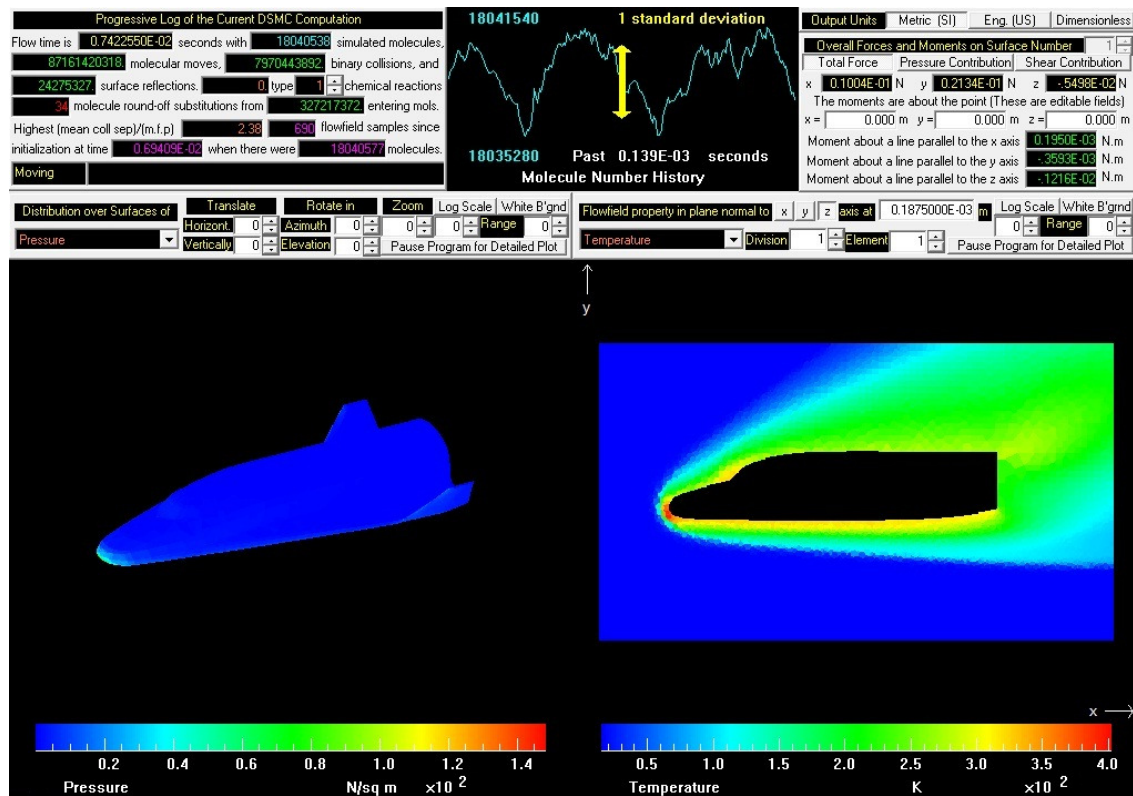 Progressive Log of the Current DSMC Computation
Flow time is 0.7422550E-02 seconds with 18040538 simulated molecules,
87161420318. molecular moves, 7970443892. binary collisions, and
24275327. surface reflections. 0. type 1 chemical reactions
34 molecule round-off substitutions from 327217372. entering mols.
Highest (mean coll sep)/(m.f.p) 2.38 690 flowfield samples since
initialization at time 0.69409E-02 when there were 18040577 molecules.
Moving
18041540 1 standard deviation
18035280 Past 0.139E-03 seconds
Molecule Number History
Output Units Metric (SI) Eng. (US) Dimensionless
Overall Forces and Moments on Surface Number 1
Total Force Pressure Contribution Shear Contribution
x 0.1004E-01 N y 0.2134E-01 N z -.5498E-02 N
The moments are about the point (These are editable fields)
x = 0.000 m y = 0.000 m z = 0.000 m
Moment about a line parallel to the x axis 0.1950E-03 N.m
Moment about a line parallel to the y axis -.3593E-03 N.m
Moment about a line parallel to the z axis -.1216E-02 N.m
Distribution over Surfaces of Translate Rotate in Zoom Log Scale White B'gnd
Horizont. 0 Azimuth 0 0 0 Range 0
Pressure Vertically 0 Elevation 0 Pause Program for Detailed Plot
Flowfield property in plane normal to x y z axis at 0.1875000E-03 m Log Scale White B'gnd
0 Range 0
Temperature Division 1 Element 1 Pause Program for Detailed Plot
y
x
0.2 0.4 0.6 0.8 1.0 1.2 1.4
Pressure N/sq m ×10 2
0.5 1.0 1.5 2.0 2.5 3.0 3.5 4.0
Temperature K ×10 2